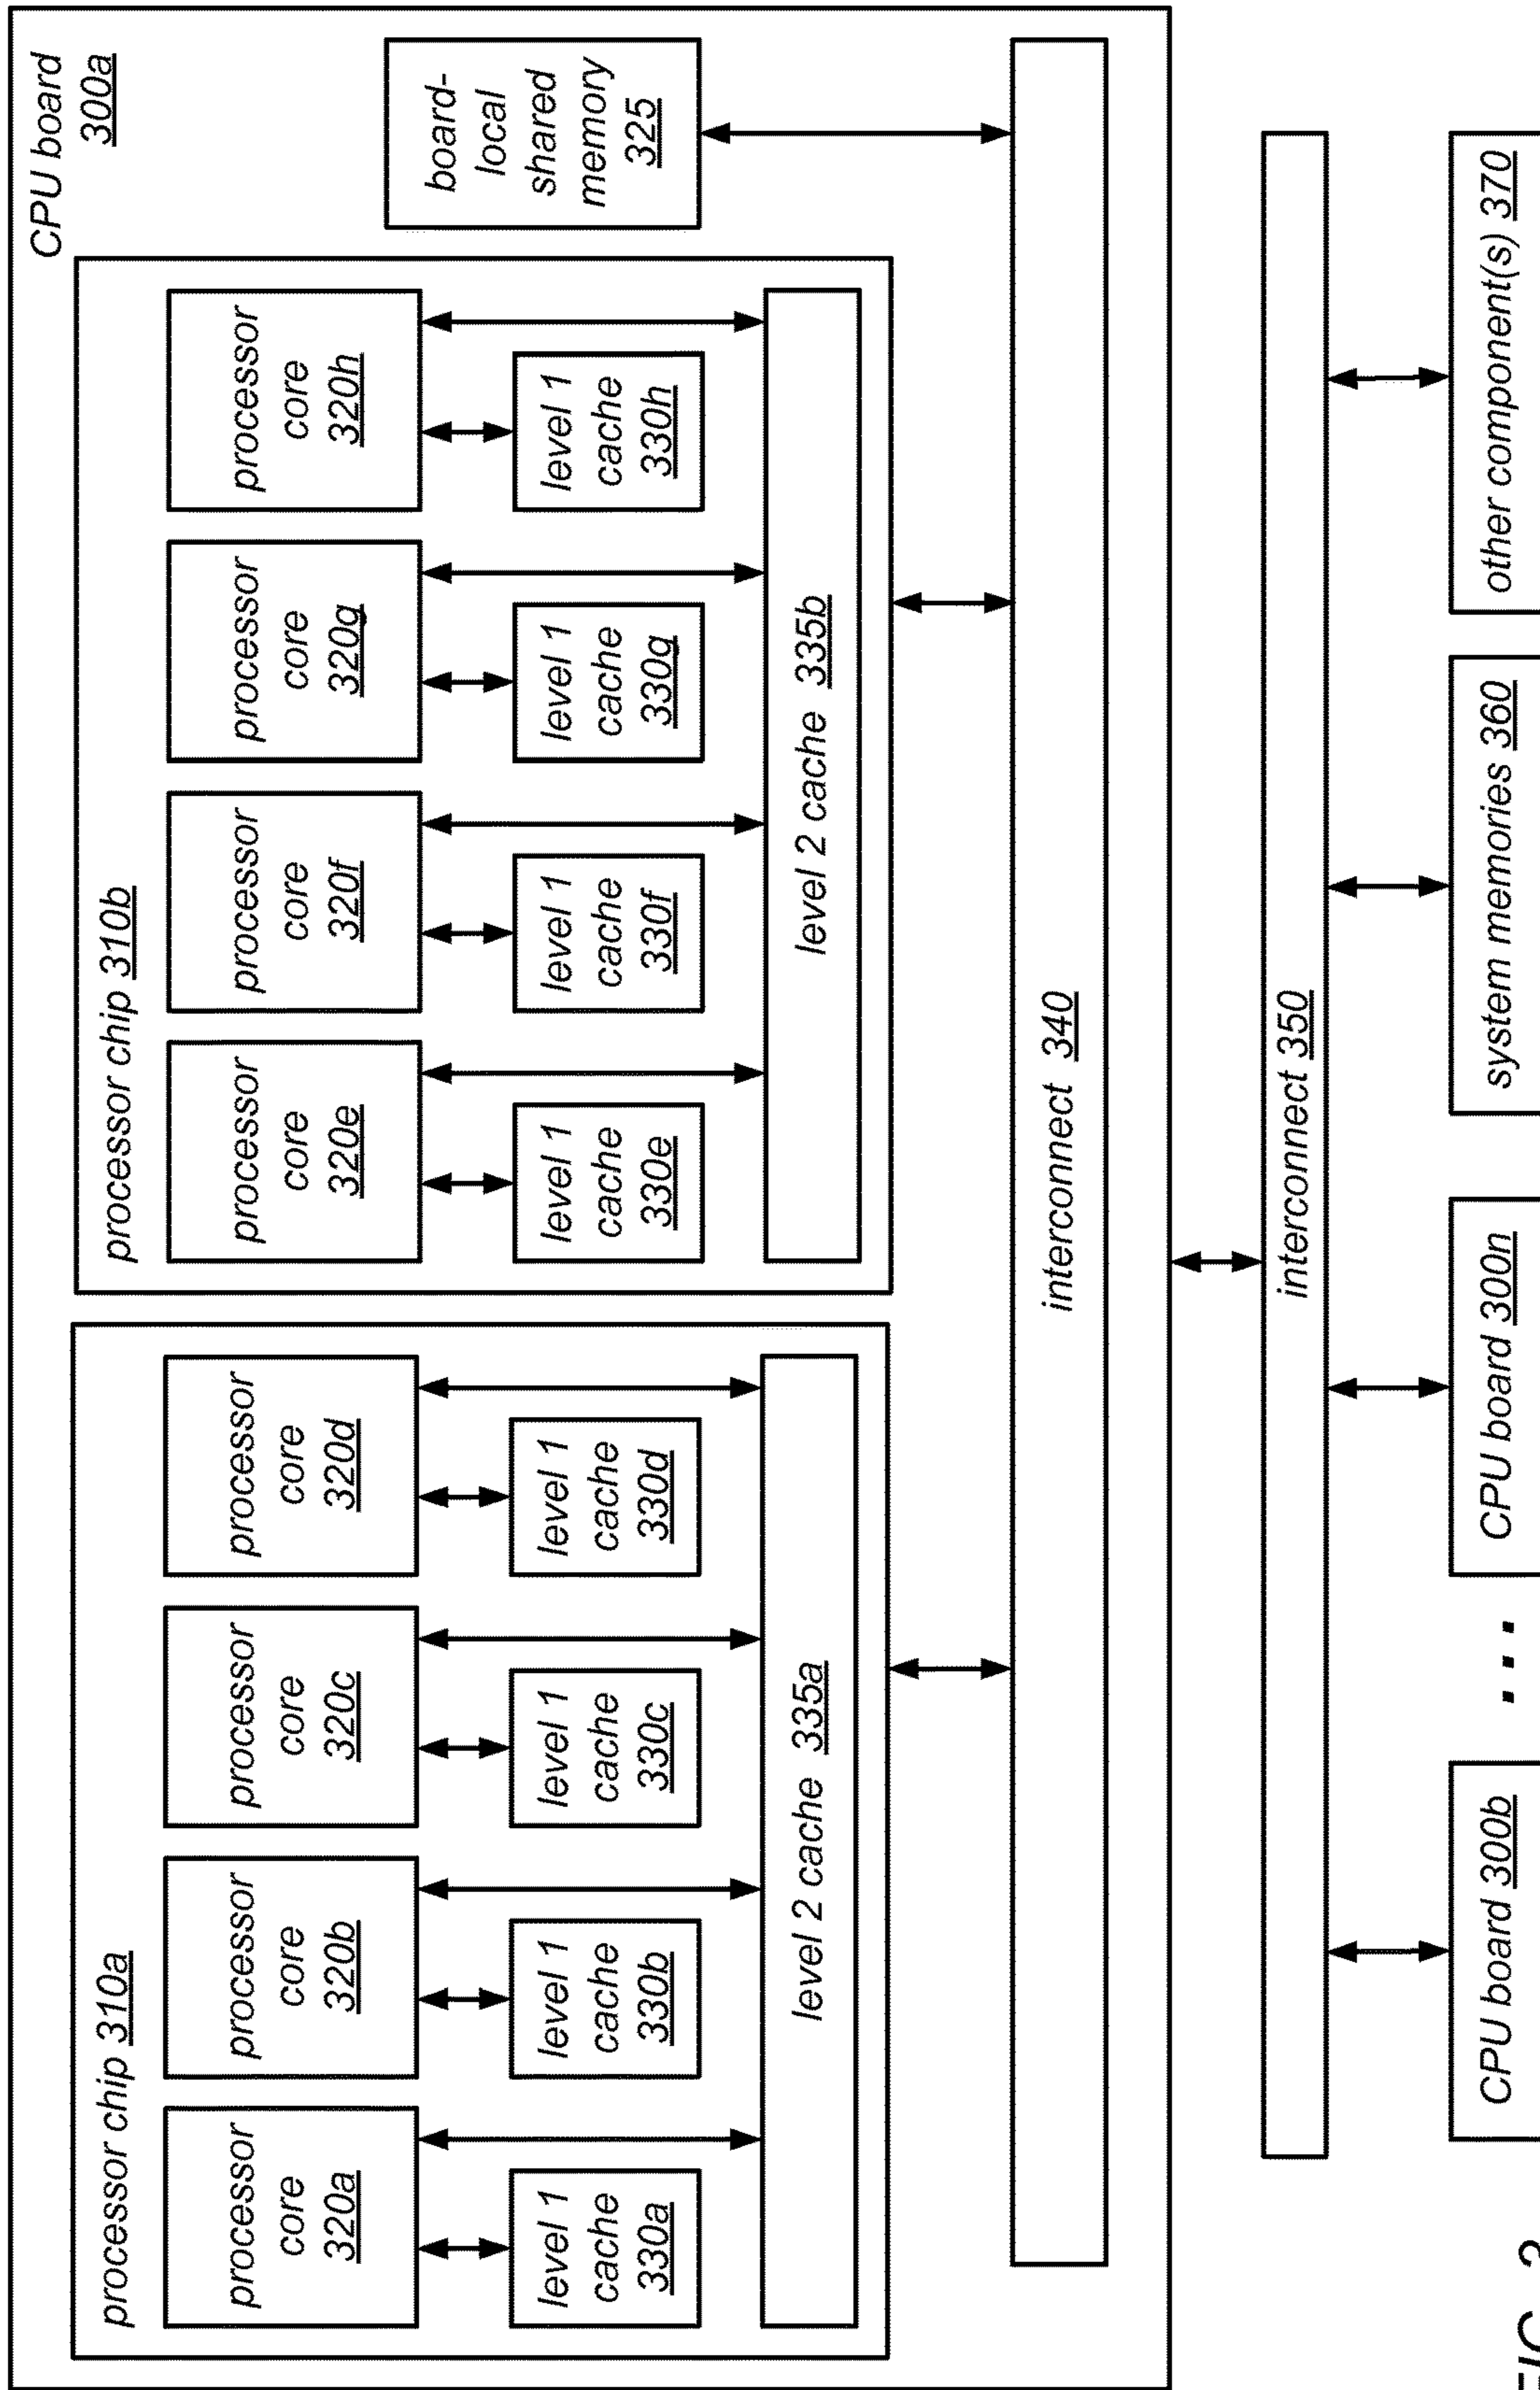 CPU board
300a
processor chip 310a
processor
core
320a
processor
core
320b
processor
core
320c
processor
core
320d
level 1
cache
330a
level 1
cache
330b
level 1
cache
330c
level 1
cache
330d
level 2 cache 335a
processor chip 310b
processor
core
320e
processor
core
320f
processor
core
320g
processor
core
320h
level 1
cache
330e
level 1
cache
330f
level 1
cache
330g
level 1
cache
330h
level 2 cache 335b
board-
local
shared
memory
325
interconnect 340
interconnect 350
CPU board 300b
...
CPU board 300n
system memories 360
other component(s) 370
FIG. 3